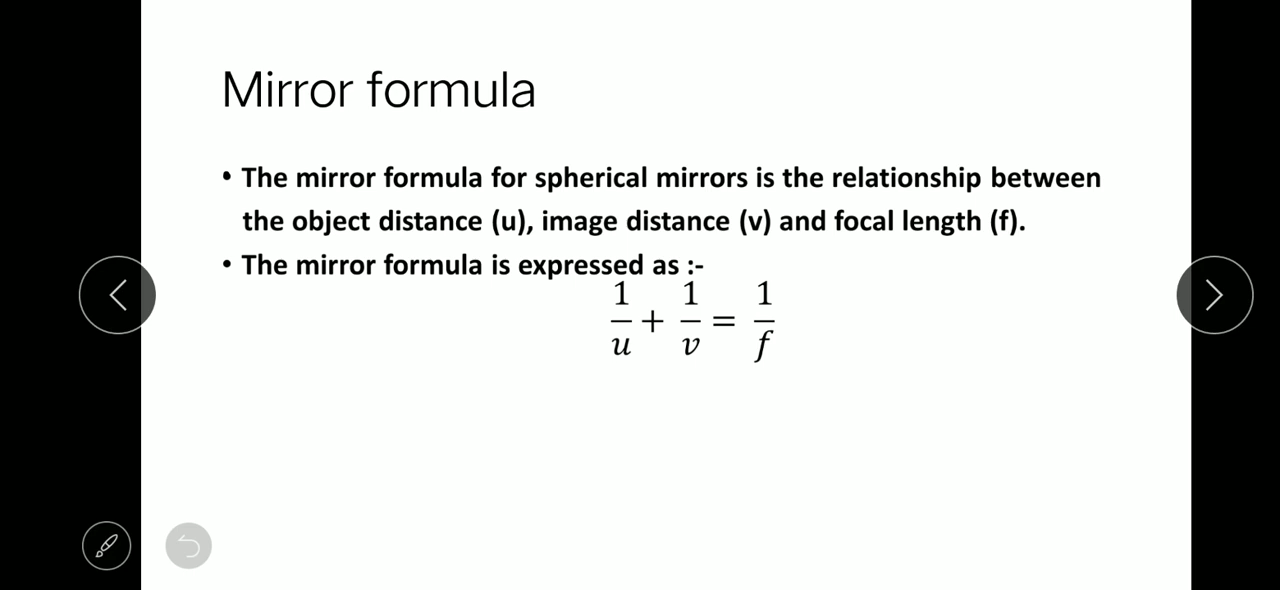 Mirror formula
• The mirror formula for spherical mirrors is the relationship between
the object distance (u), image distance (v) and focal length (f).
• The mirror formula is expressed as :-
1/u + 1/v = 1/f